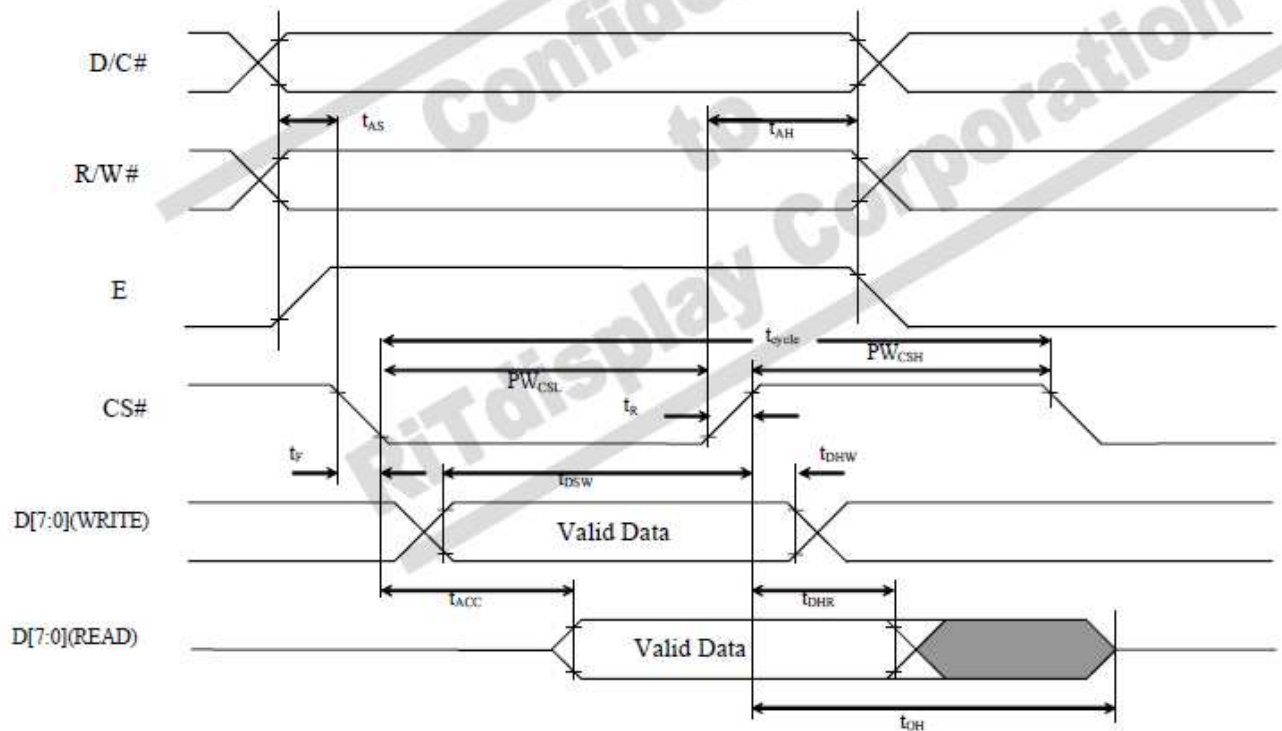 Confid
to
RiTdisplay Corporation
D/C#
tAS
tAH
R/W#
E
tcycle
PWCSL
PWCSH
CS#
tR
tF
tDSW
tDHW
D[7:0](WRITE)
Valid Data
tACC
tDHR
D[7:0](READ)
Valid Data
tOH